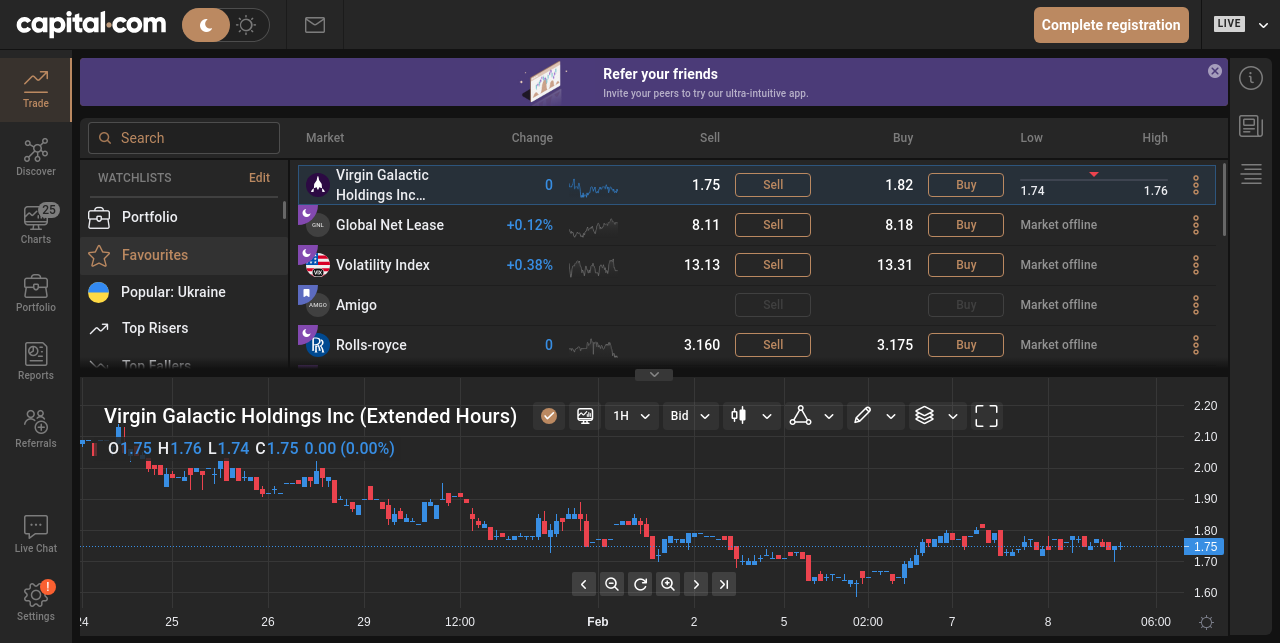 capital.com
Complete registration
LIVE
Trade
Discover
25
Charts
Portfolio
Reports
Referrals
Live Chat
!
Settings
Refer your friends
Invite your peers to try our ultra-intuitive app.
Search
WATCHLISTS Edit
Portfolio
Favourites
Popular: Ukraine
Top Risers
Top Fallers
Market Change Sell Buy Low High
Virgin Galactic
Holdings Inc... 0 1.75 Sell 1.82 Buy 1.74 1.76
GNL Global Net Lease +0.12% 8.11 Sell 8.18 Buy Market offline
VIX Volatility Index +0.38% 13.13 Sell 13.31 Buy Market offline
AMGO Amigo Sell Buy Market offline
Rolls-royce 0 3.160 Sell 3.175 Buy Market offline
Virgin Galactic Holdings Inc (Extended Hours) 1H Bid
O 1.75 H 1.76 L 1.74 C 1.75 0.00 (0.00%)
2.20
2.10
2.00
1.90
1.80
1.75
1.70
1.60
24 25 26 29 12:00 Feb 2 5 02:00 7 8 06:00